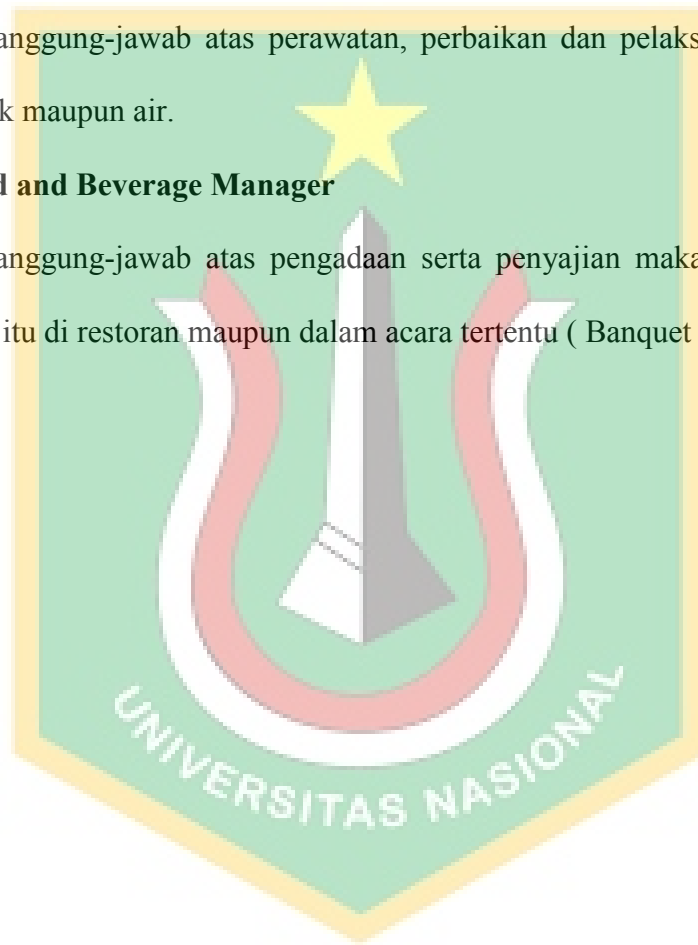 anggung-jawab atas perawatan, perbaikan dan pelaks
k maupun air.
d and Beverage Manager
anggung-jawab atas pengadaan serta penyajian maka
itu di restoran maupun dalam acara tertentu ( Banquet
UNIVERSITAS NASIONAL